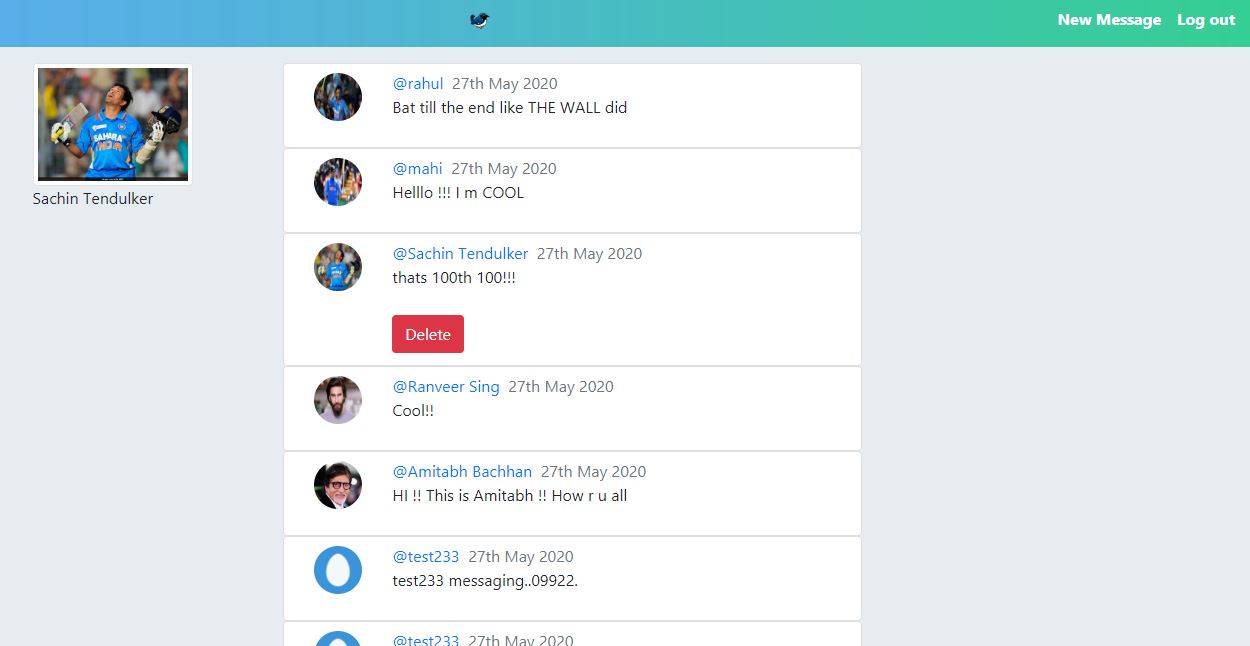 New Message Log out
SAHARA
INDIA
Sachin Tendulker
@rahul 27th May 2020
Bat till the end like THE WALL did
@mahi 27th May 2020
Helllo !!! I m COOL
@Sachin Tendulker 27th May 2020
thats 100th 100!!!
Delete
@Ranveer Sing 27th May 2020
Cool!!
@Amitabh Bachhan 27th May 2020
HI !! This is Amitabh !! How r u all
@test233 27th May 2020
test233 messaging..09922.
@test233 27th May 2020